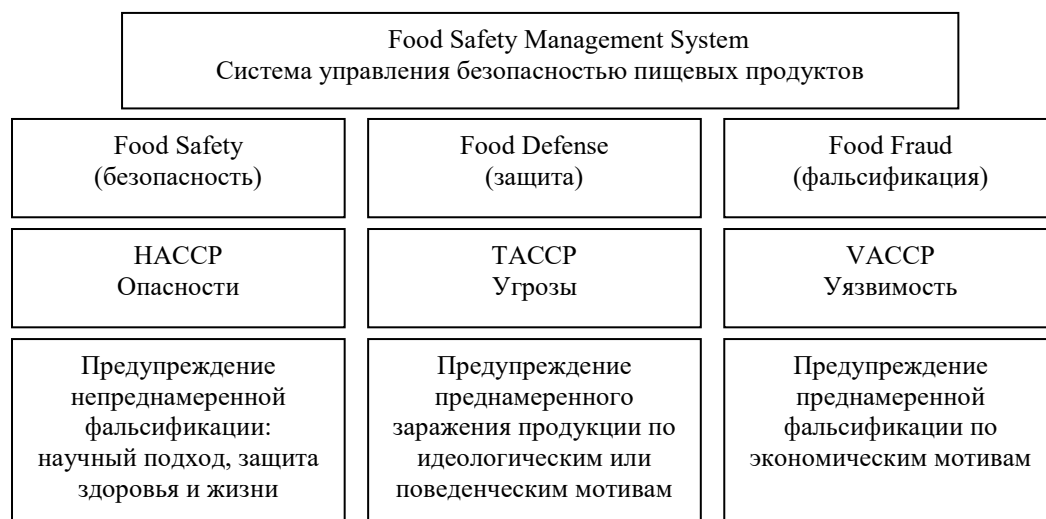 Food Safety Management System
Система управления безопасностью пищевых продуктов
Food Safety
(безопасность)
Food Defense
(защита)
Food Fraud
(фальсификация)
HACCP
Опасности
TACCP
Угрозы
VACCP
Уязвимость
Предупреждение
непреднамеренной
фальсификации:
научный подход, защита
здоровья и жизни
Предупреждение
преднамеренного
заражения продукции по
идеологическим или
поведенческим мотивам
Предупреждение
преднамеренной
фальсификации по
экономическим мотивам